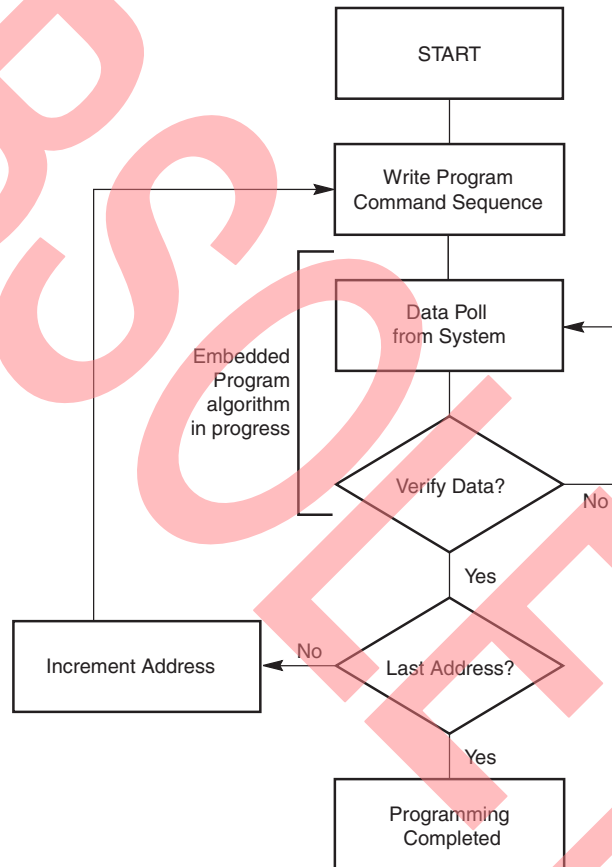 START
Write Program
Command Sequence
Data Poll
from System
Embedded
Program
algorithm
in progress
Verify Data?
No
Yes
No
Last Address?
Increment Address
Yes
Programming
Completed